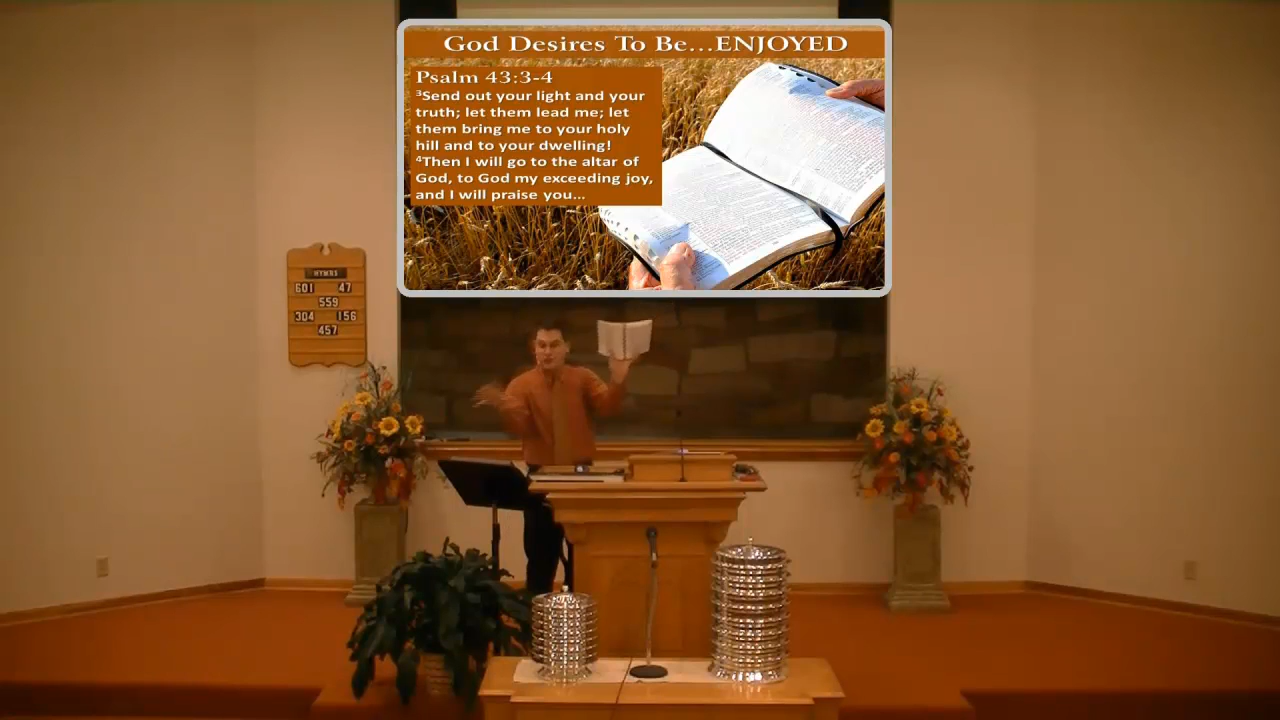 God Desires To Be...ENJOYED
Psalm 43:3-4
³Send out your light and your
truth; let them lead me; let
them bring me to your holy
hill and to your dwelling!
⁴Then I will go to the altar of
God, to God my exceeding joy,
and I will praise you...
HYMNS
601 47
559
304 156
457